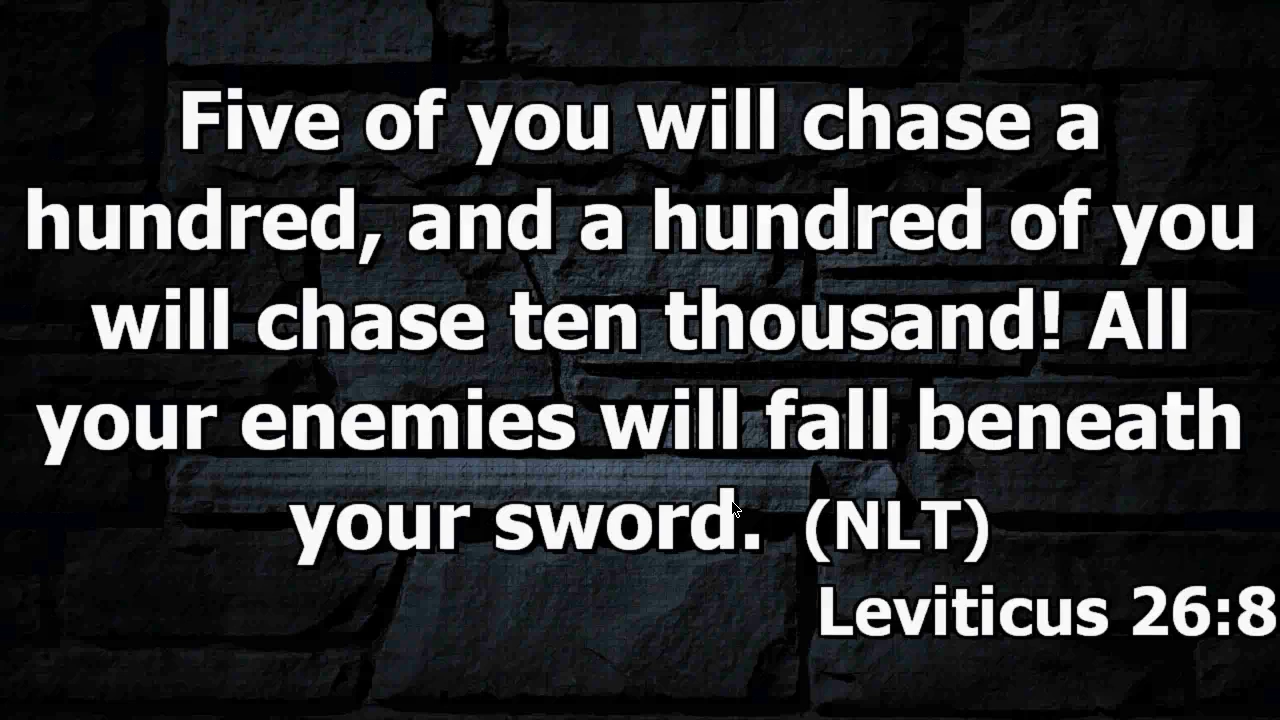 Five of you will chase a
hundred, and a hundred of you
will chase ten thousand! All
your enemies will fall beneath
your sword. (NLT)
Leviticus 26:8